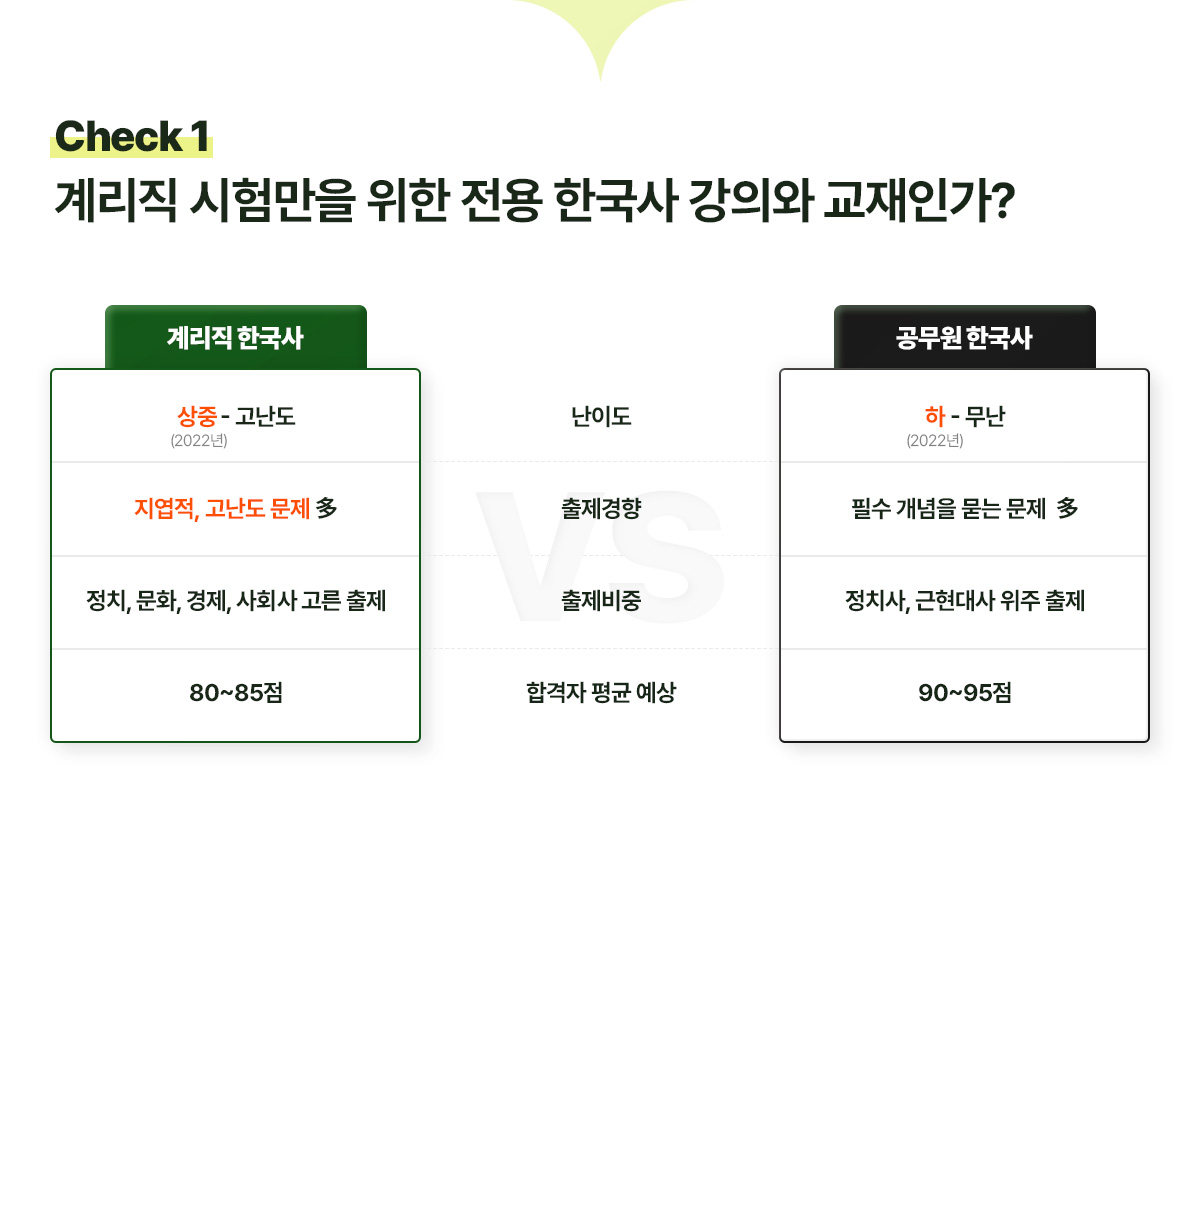 Check 1
계리직 시험만을 위한 전용 한국사 강의와 교재인가?
계리직 한국사
공무원 한국사
상중 - 고난도
(2022년)
난이도
하 - 무난
(2022년)
vs
지엽적, 고난도 문제 多
출제경향
필수 개념을 묻는 문제 多
정치, 문화, 경제, 사회사 고른 출제
출제비중
정치사, 근현대사 위주 출제
80~85점
합격자 평균 예상
90~95점